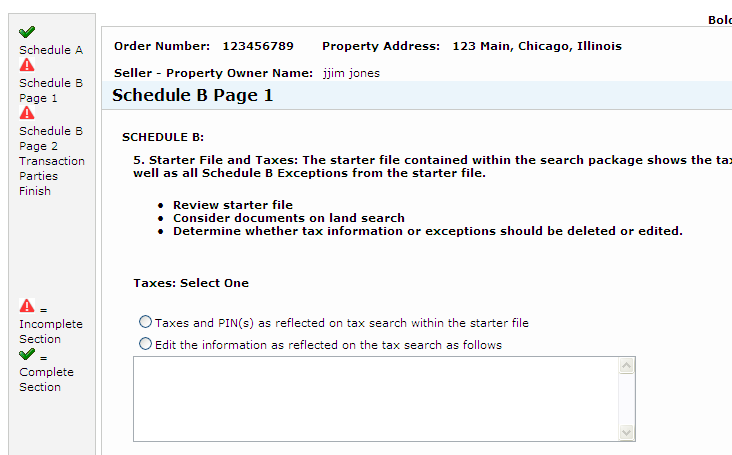 Schedule A
Schedule B
Page 1
Schedule B
Page 2
Transaction
Parties
Finish
=
Incomplete
Section
=
Complete
Section
Order Number: 123456789 Property Address: 123 Main, Chicago, Illinois
Seller - Property Owner Name: jjim jones
Schedule B Page 1
SCHEDULE B:
5. Starter File and Taxes: The starter file contained within the search package shows the
well as all Schedule B Exceptions from the starter file.
• Review starter file
• Consider documents on land search
• Determine whether tax information or exceptions should be deleted or edited.
Taxes: Select One
Taxes and PIN(s) as reflected on tax search within the starter file
Edit the information as reflected on the tax search as follows